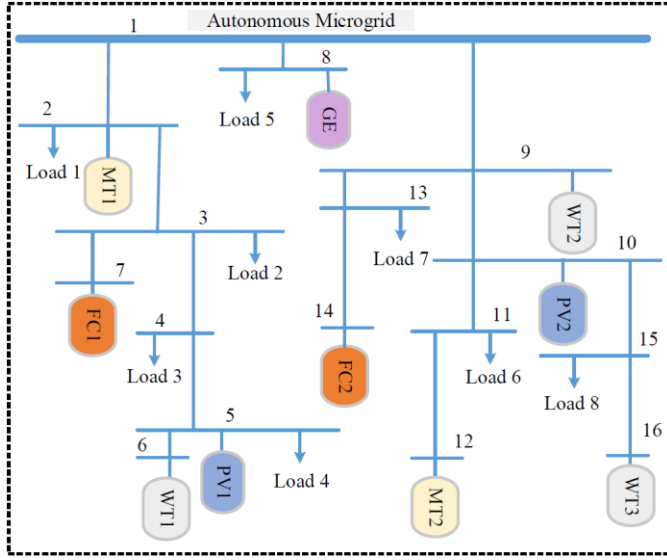 Autonomous Microgrid
1
8
2
Load 5
GE
Load 1
MT1
9
13
WT2
3
Load 7
10
Load 2
7
FC1
PV2
14
11
4
15
Load 3
FC2
Load 6
Load 8
5
6
12
16
WT1
PV1
Load 4
MT2
WT3